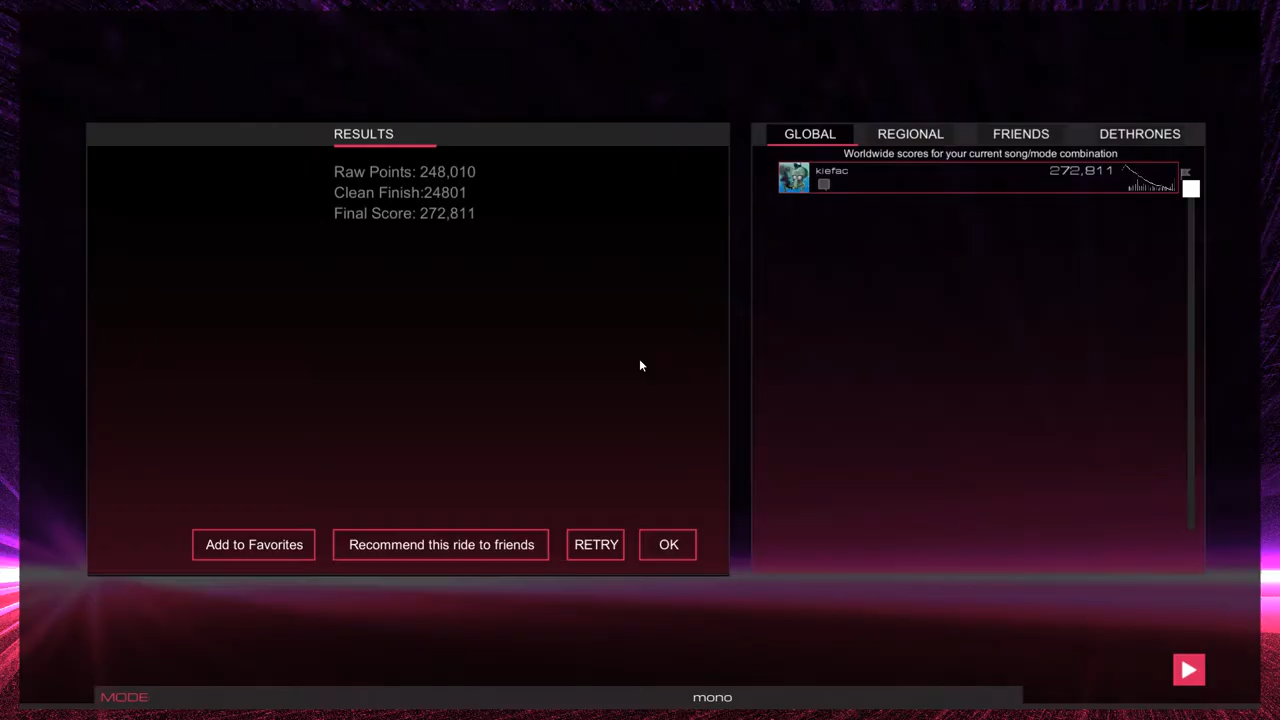 RESULTS
Raw Points: 248,010
Clean Finish:24801
Final Score: 272,811
Add to Favorites
Recommend this ride to friends
RETRY
OK
GLOBAL
REGIONAL
FRIENDS
DETHRONES
Worldwide scores for your current song/mode combination
kiefac
272,811
MODE
mono